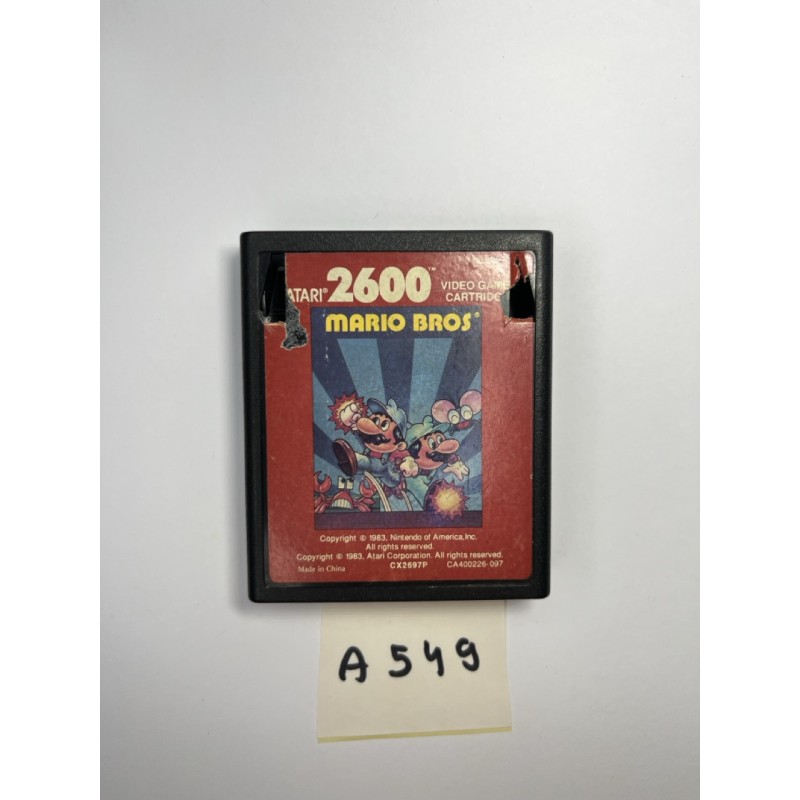 ATARI® 2600™ VIDEO GAME
CARTRIDG
MARIO BROS®
Copyright © 1983, Nintendo of America, Inc.
All rights reserved.
Copyright © 1983, Atari Corporation. All rights reserved.
Made in China CX2697P CA400226-097
A549